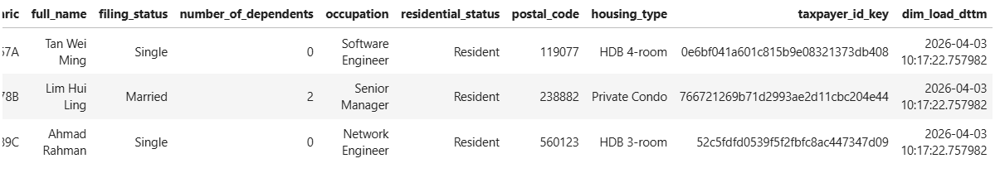 ıric full_name filing_status number_of_dependents occupation residential_status postal_code housing_type taxpayer_id_key dim_load_dttm
57A Tan Wei Ming Single 0 Software Engineer Resident 119077 HDB 4-room 0e6bf041a601c815b9e08321373db408 2026-04-03 10:17:22.757982
78B Lim Hui Ling Married 2 Senior Manager Resident 238882 Private Condo 766721269b71d2993ae2d11cbc204e44 2026-04-03 10:17:22.757982
39C Ahmad Rahman Single 0 Network Engineer Resident 560123 HDB 3-room 52c5fdfd0539f5f2fbfc8ac447347d09 2026-04-03 10:17:22.757982